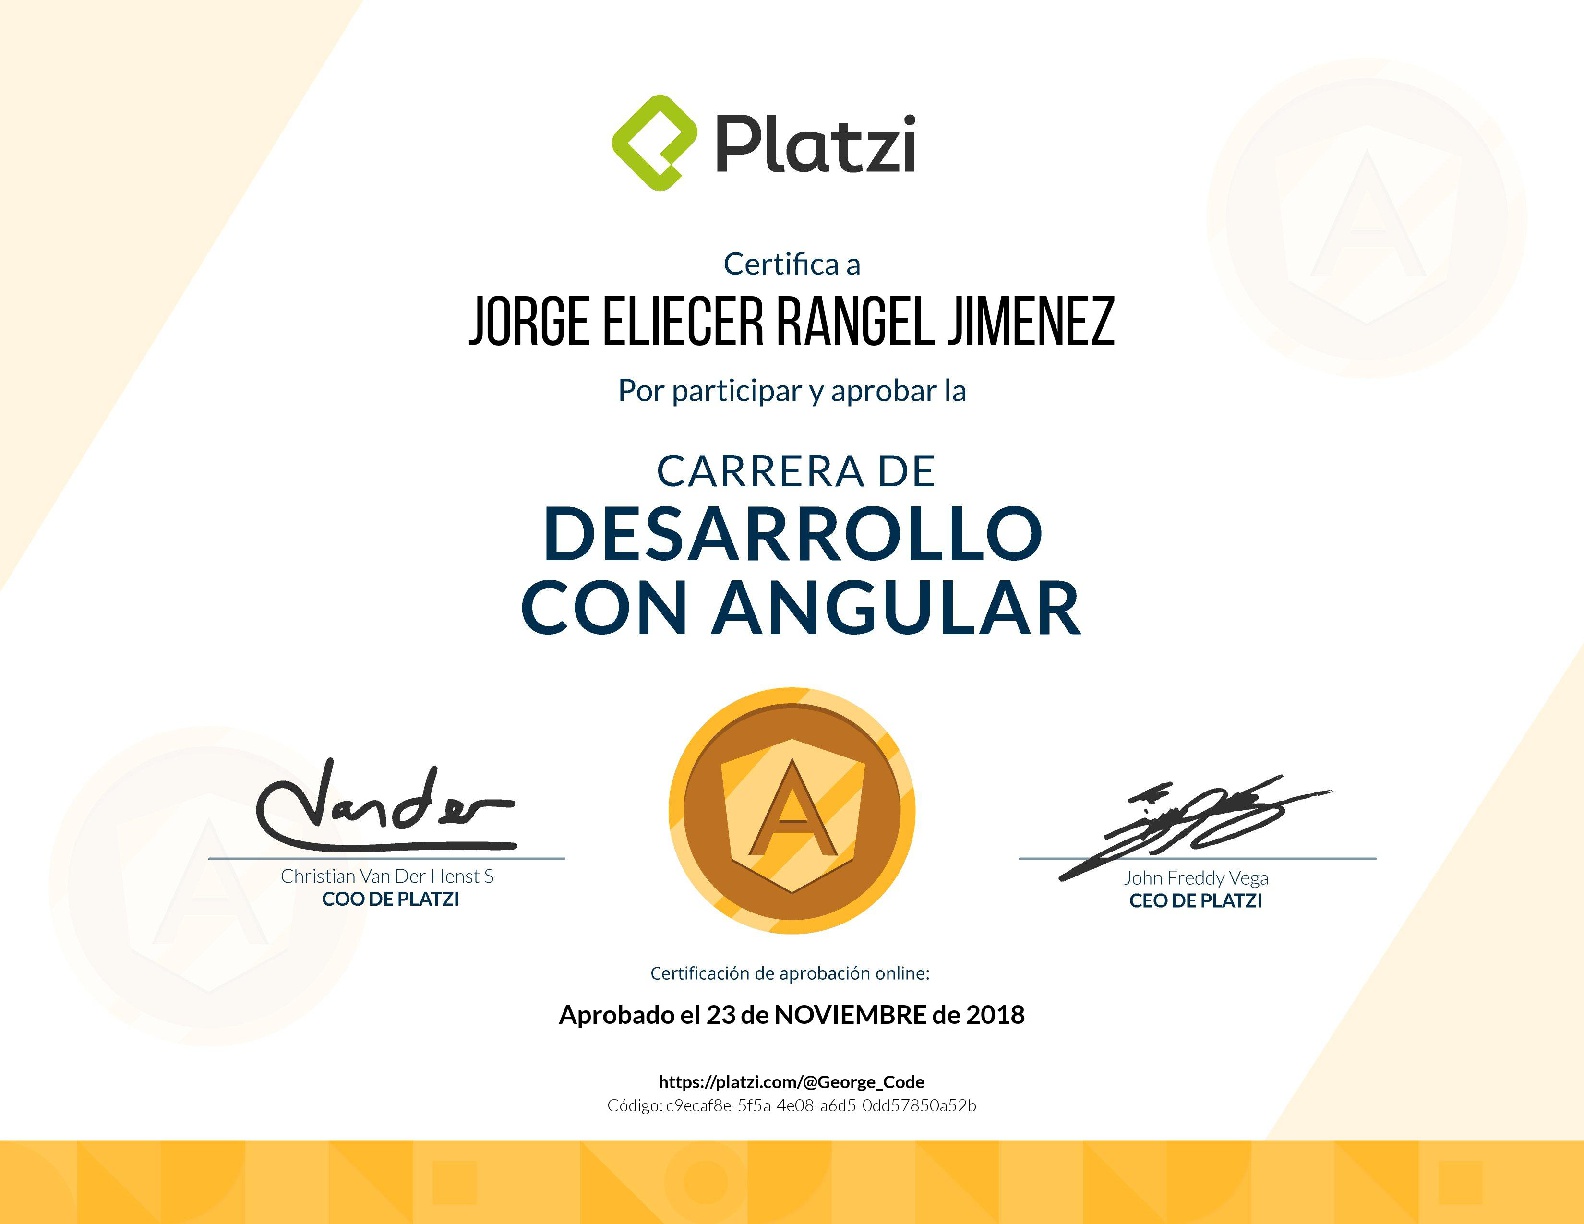 Platzi
Certifica a
JORGE ELIECER RANGEL JIMENEZ
Por participar y aprobar la
CARRERA DE
DESARROLLO
CON ANGULAR
A
Vander
Christian Van Der Henst S
COO DE PLATZI
John Freddy Vega
CEO DE PLATZI
Certificación de aprobación online:
Aprobado el 23 de NOVIEMBRE de 2018
https://platzi.com/@George_Code
Código: c9ecaf8e-5f5a-4e08-a6d5-0dd57850a52b